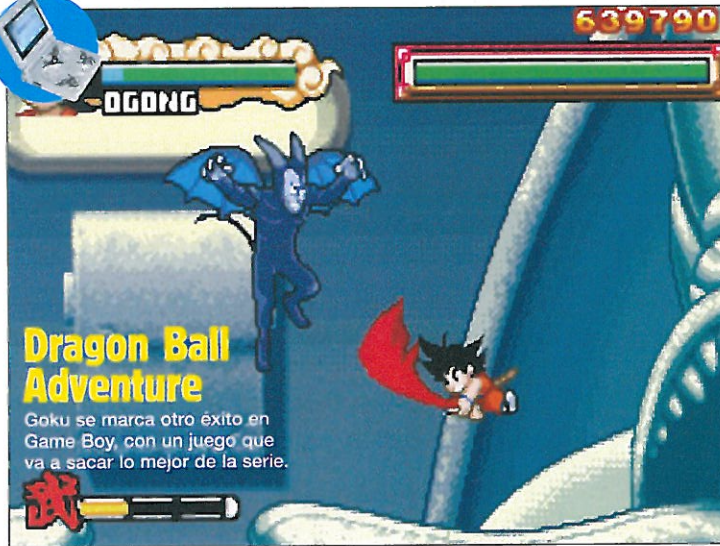 639790
OGONG
Dragon Ball
Adventure
Goku se marca otro éxito en
Game Boy, con un juego que
va a sacar lo mejor de la serie.
武